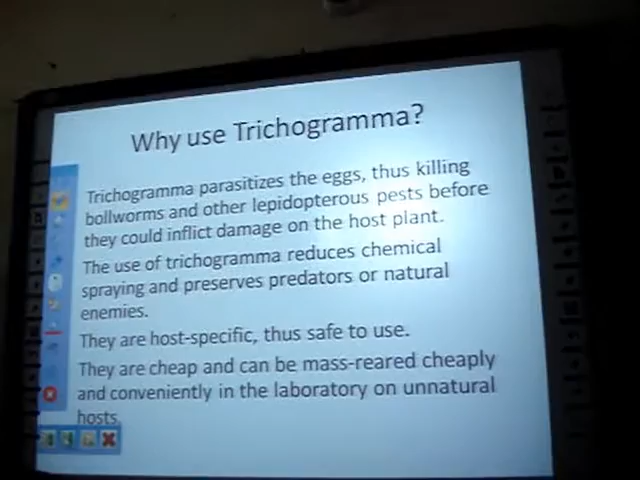 Why use Trichogramma?
Trichogramma parasitizes the eggs, thus killing
bollworms and other lepidopterous pests before
they could inflict damage on the host plant.
The use of trichogramma reduces chemical
spraying and preserves predators or natural
enemies.
They are host-specific, thus safe to use.
They are cheap and can be mass-reared cheaply
and conveniently in the laboratory on unnatural
hosts.